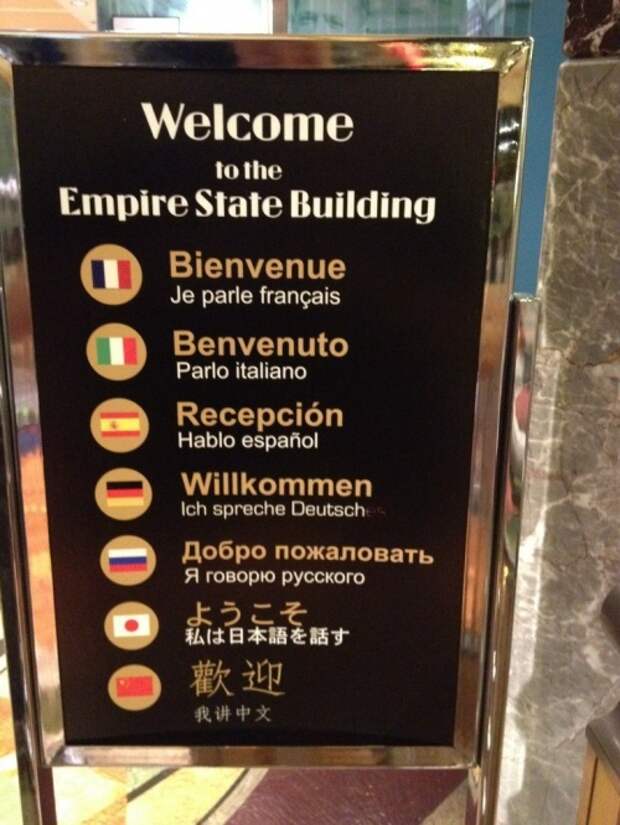 Welcome
to the
Empire State Building
Bienvenue
Je parle français
Benvenuto
Parlo italiano
Recepción
Hablo español
Willkommen
Ich spreche Deutsch
Добро пожаловать
Я говорю русского
ようこそ
私は日本語を話す
歡迎
我讲中文